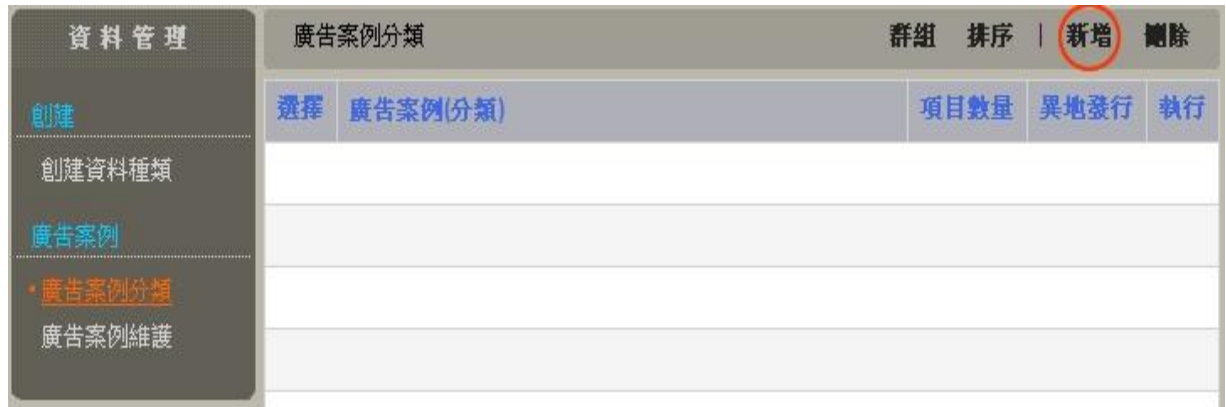 資料管理
創建
創建資料種類
廣告案例
•廣告案例分類
廣告案例維護
廣告案例分類 群組 排序 | 新增 刪除
選擇 廣告案例(分類) 項目數量 異地發行 執行